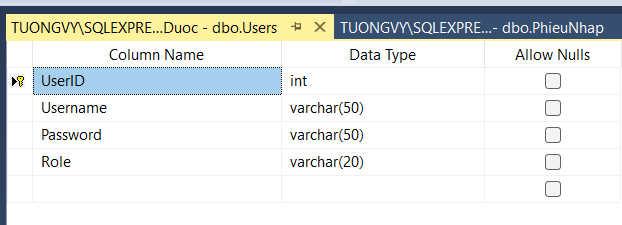 TUONGVY\SQLEXPRE...Duoc - dbo.Users TUONGVY\SQLEXPRE...- dbo.PhieuNhap
Column Name Data Type Allow Nulls
UserID int
Username varchar(50)
Password varchar(50)
Role varchar(20)